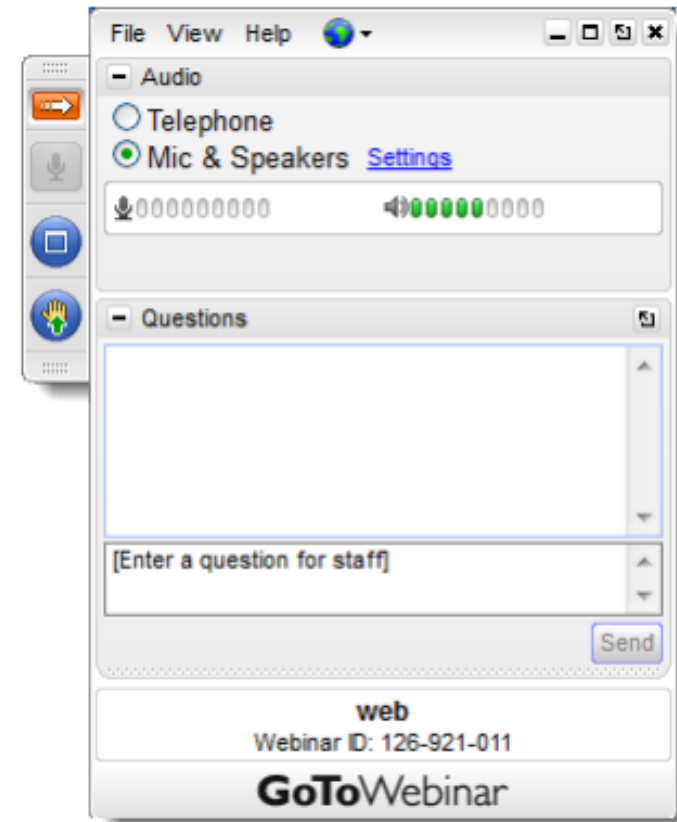 File View Help
Audio
Telephone
Mic & Speakers Settings
Questions
[Enter a question for staff]
Send
web
Webinar ID: 126-921-011
GoToWebinar